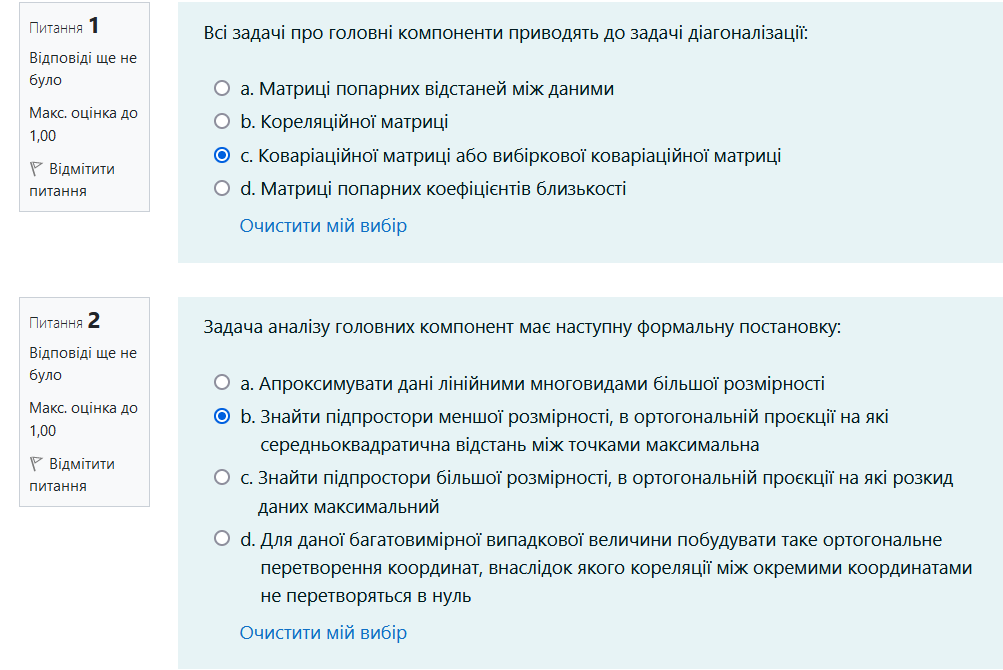 Питання 1
Відповіді ще не
було
Макс. оцінка до
1,00
Відмітити
питання
Всі задачі про головні компоненти приводять до задачі діагоналізації:
a. Матриці попарних відстаней між даними
b. Кореляційної матриці
c. Коваріаційної матриці або вибіркової коваріаційної матриці
d. Матриці попарних коефіцієнтів близькості
Очистити мій вибір
Питання 2
Відповіді ще не
було
Макс. оцінка до
1,00
Відмітити
питання
Задача аналізу головних компонент має наступну формальну постановку:
a. Апроксимувати дані лінійними многовидами більшої розмірності
b. Знайти підпростори меншої розмірності, в ортогональній проєкції на які
середньоквадратична відстань між точками максимальна
c. Знайти підпростори більшої розмірності, в ортогональній проєкції на які розкид
даних максимальний
d. Для даної багатовимірної випадкової величини побудувати таке ортогональне
перетворення координат, внаслідок якого кореляції між окремими координатами
не перетворяться в нуль
Очистити мій вибір